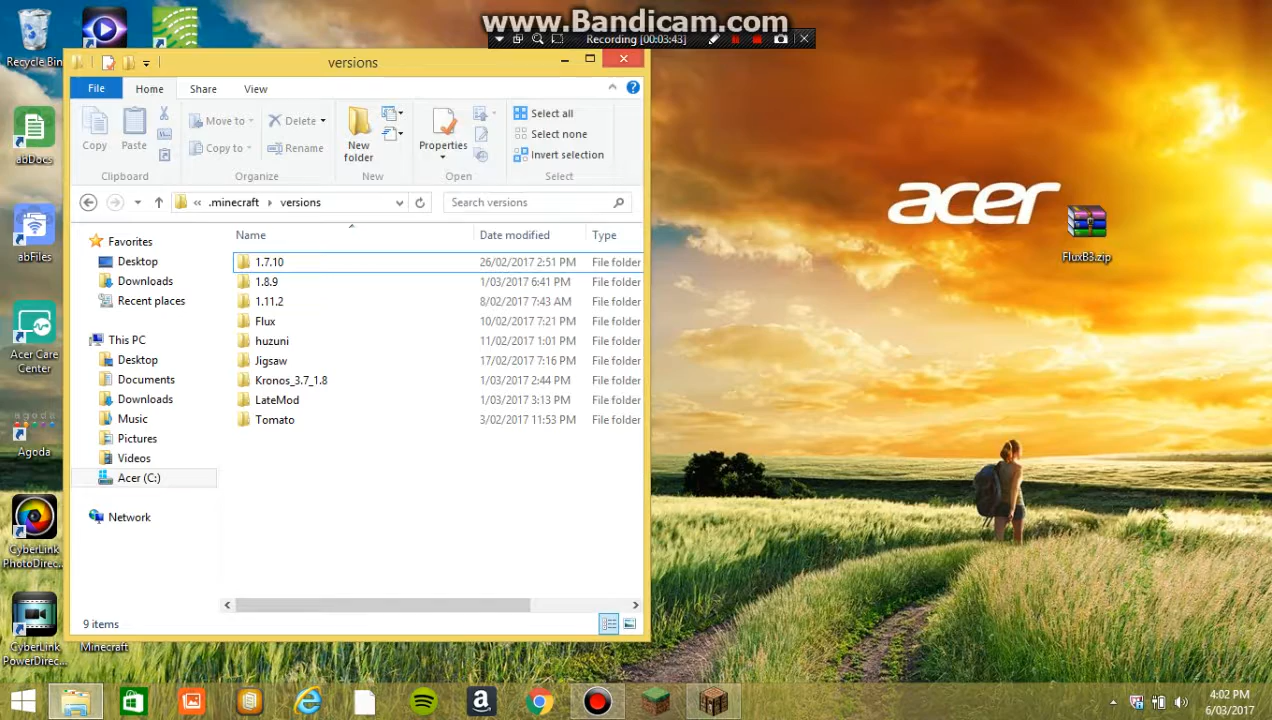 www.Bandicam.com
Recording [00:03:43]
Recycle Bin
versions
File
Home
Share
View
Copy
Paste
Move to
Copy to
Delete
Rename
New folder
Properties
Select all
Select none
Invert selection
Clipboard
Organize
New
Open
Select
.minecraft
versions
Search versions
Name
Date modified
Type
1.7.10 26/02/2017 2:51 PM File folder
1.8.9 1/03/2017 6:41 PM File folder
1.11.2 8/02/2017 7:43 AM File folder
Flux 10/02/2017 7:21 PM File folder
huzuni 11/02/2017 1:01 PM File folder
Jigsaw 17/02/2017 7:16 PM File folder
Kronos_3.7_1.8 1/03/2017 2:44 PM File folder
LateMod 1/03/2017 3:13 PM File folder
Tomato 3/02/2017 11:53 PM File folder
Favorites
Desktop
Downloads
Recent places
This PC
Desktop
Documents
Downloads
Music
Pictures
Videos
Acer (C:)
Network
9 items
abDocs
abFiles
Acer Care Center
Agoda
CyberLink PhotoDirec...
CyberLink PowerDirec...
Minecraft
acer
FluxB3.zip
4:02 PM
6/03/2017